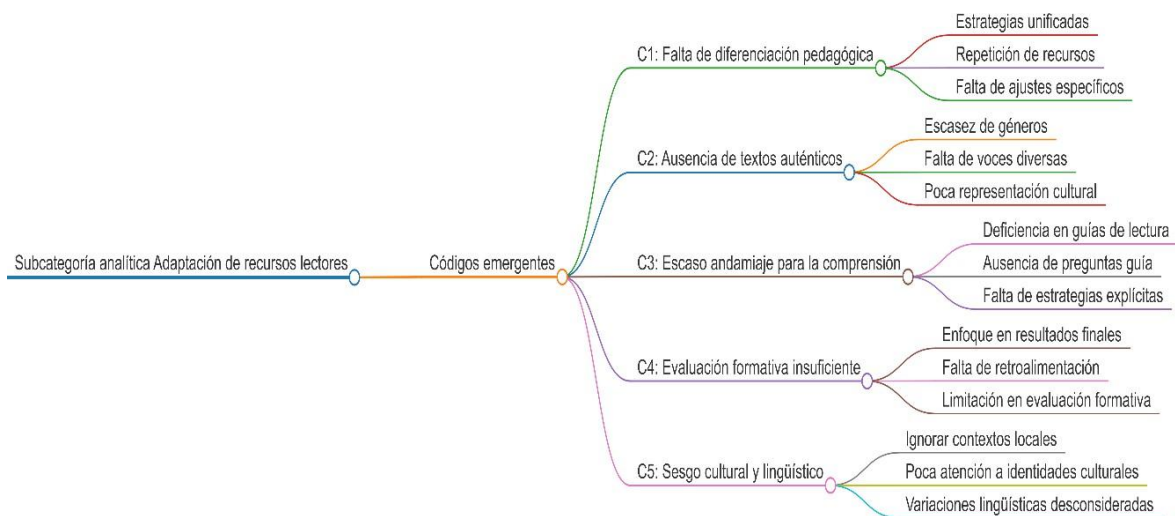 Subcategoría analítica Adaptación de recursos lectores
Códigos emergentes
C1: Falta de diferenciación pedagógica
Estrategias unificadas
Repetición de recursos
Falta de ajustes específicos
C2: Ausencia de textos auténticos
Escasez de géneros
Falta de voces diversas
Poca representación cultural
C3: Escaso andamiaje para la comprensión
Deficiencia en guías de lectura
Ausencia de preguntas guía
Falta de estrategias explícitas
C4: Evaluación formativa insuficiente
Enfoque en resultados finales
Falta de retroalimentación
Limitación en evaluación formativa
C5: Sesgo cultural y lingüístico
Ignorar contextos locales
Poca atención a identidades culturales
Variaciones lingüísticas desconsideradas